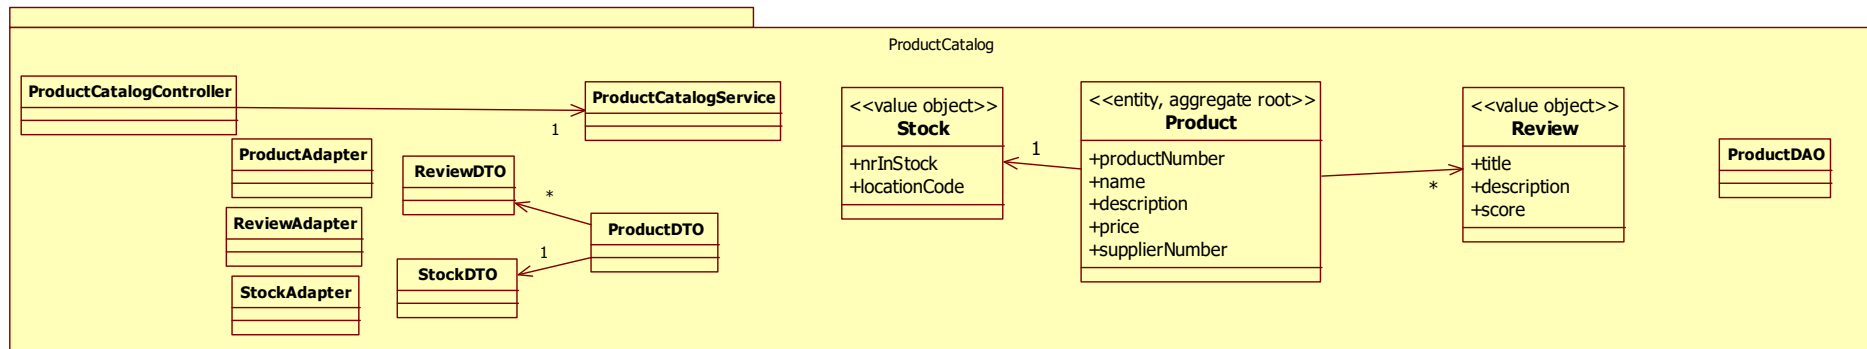 ProductCatalog
ProductCatalogController
1
ProductCatalogService
ProductAdapter
ReviewAdapter
StockAdapter
ReviewDTO
*
ProductDTO
1
StockDTO
<<value object>>
Stock
+nrInStock
+locationCode
1
<<entity, aggregate root>>
Product
+productNumber
+name
+description
+price
+supplierNumber
*
<<value object>>
Review
+title
+description
+score
ProductDAO